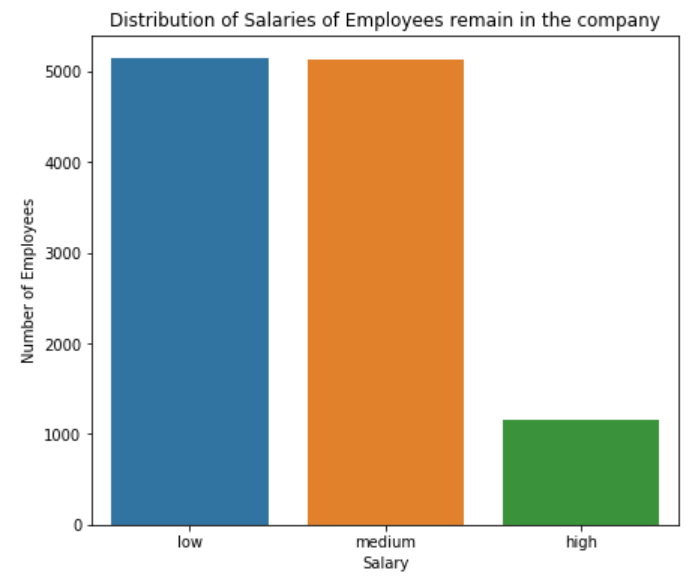 Distribution of Salaries of Employees remain in the company
Number of Employees
5000
4000
3000
2000
1000
0
low medium high
Salary